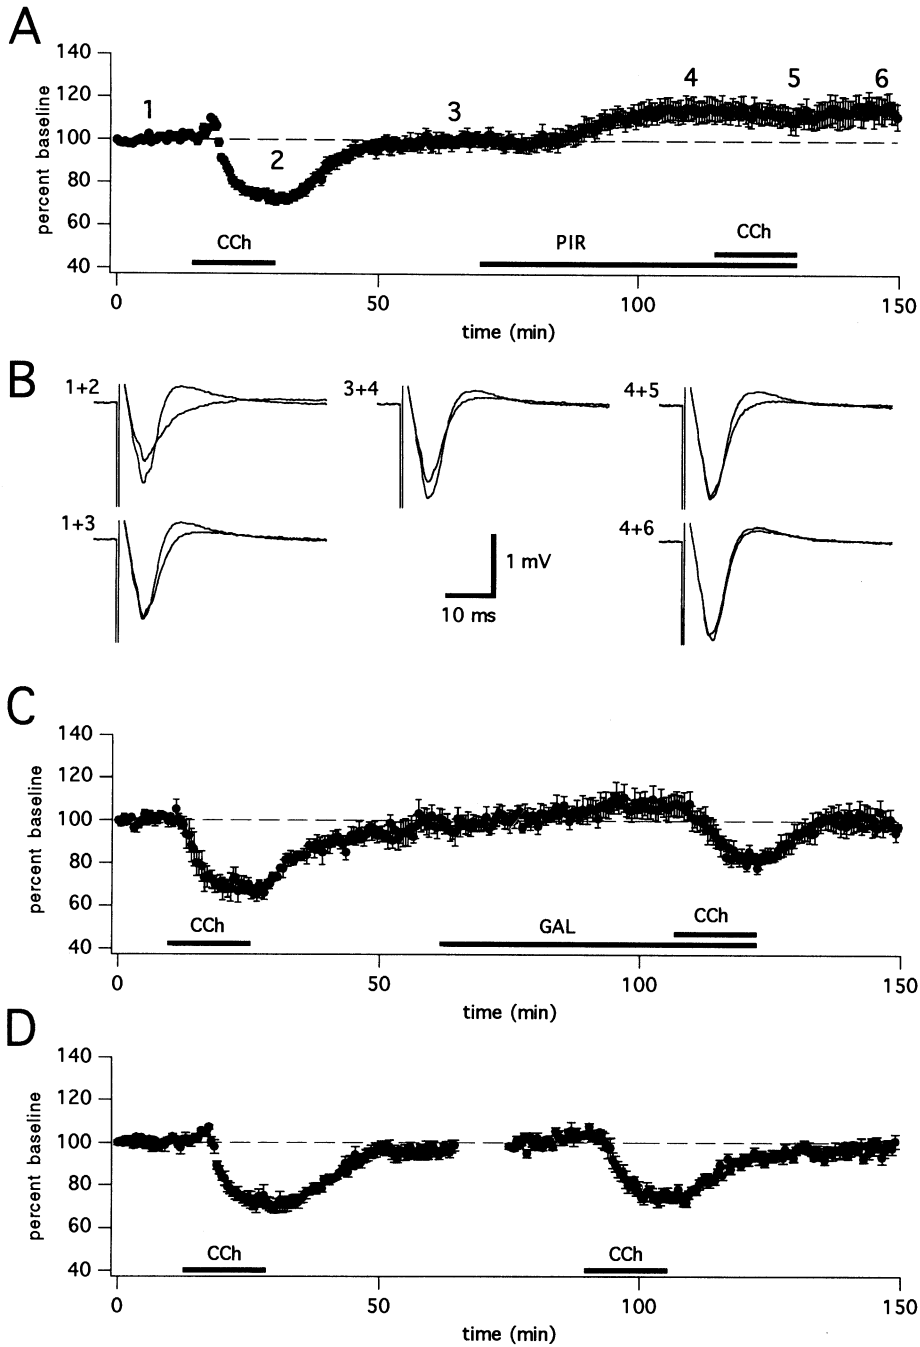 A
140
120
100
80
60
40
percent baseline
1
2
3
4
5
6
CCh
PIR
CCh
0
50
100
150
time (min)
B
1+2
3+4
4+5
1+3
4+6
1 mV
10 ms
C
140
120
100
80
60
40
percent baseline
CCh
GAL
CCh
0
50
100
150
time (min)
D
140
120
100
80
60
40
percent baseline
CCh
CCh
0
50
100
150
time (min)